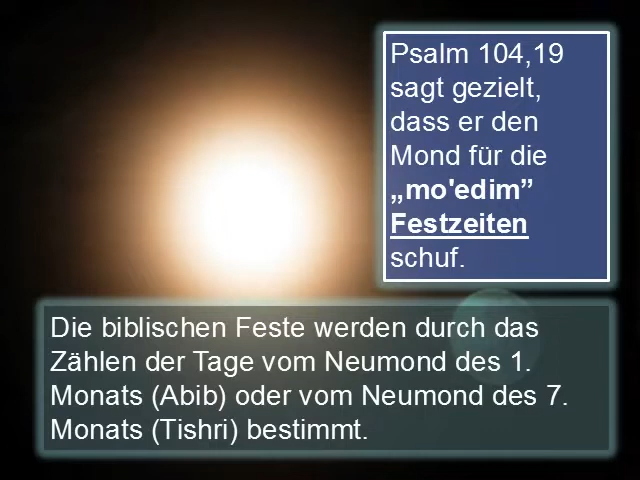 Psalm 104,19
sagt gezielt,
dass er den
Mond für die
„mo'edim”
Festzeiten
schuf.
Die biblischen Feste werden durch das
Zählen der Tage vom Neumond des 1.
Monats (Abib) oder vom Neumond des 7.
Monats (Tishri) bestimmt.